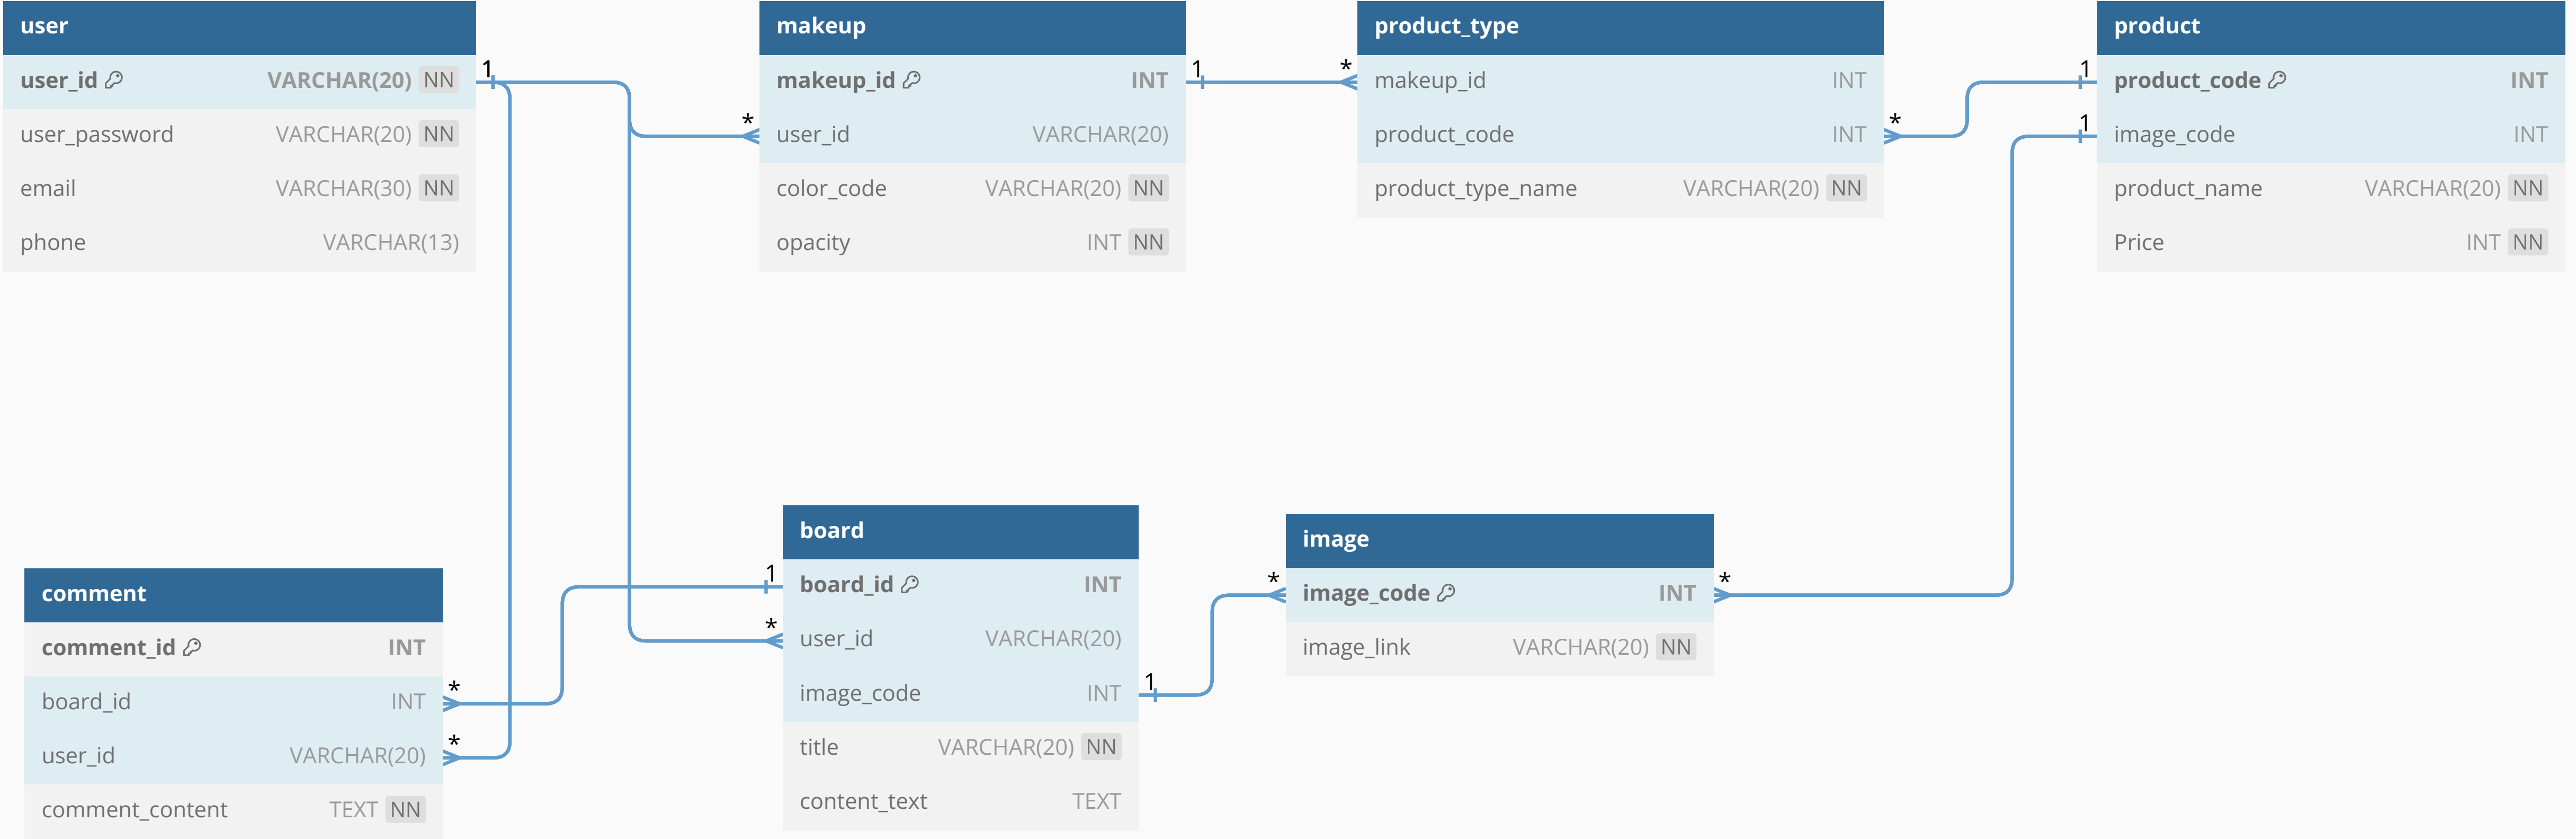 user
user_id VARCHAR(20) NN
user_password VARCHAR(20) NN
email VARCHAR(30) NN
phone VARCHAR(13)
1
makeup
makeup_id INT
user_id VARCHAR(20)
color_code VARCHAR(20) NN
opacity INT NN
*
1
product_type
makeup_id INT
product_code INT
product_type_name VARCHAR(20) NN
*
*
product
product_code INT
image_code INT
product_name VARCHAR(20) NN
Price INT NN
1
1
comment
comment_id INT
board_id INT
user_id VARCHAR(20)
comment_content TEXT NN
*
*
board
board_id INT
user_id VARCHAR(20)
image_code INT
title VARCHAR(20) NN
content_text TEXT
1
*
1
image
image_code INT
image_link VARCHAR(20) NN
*
*